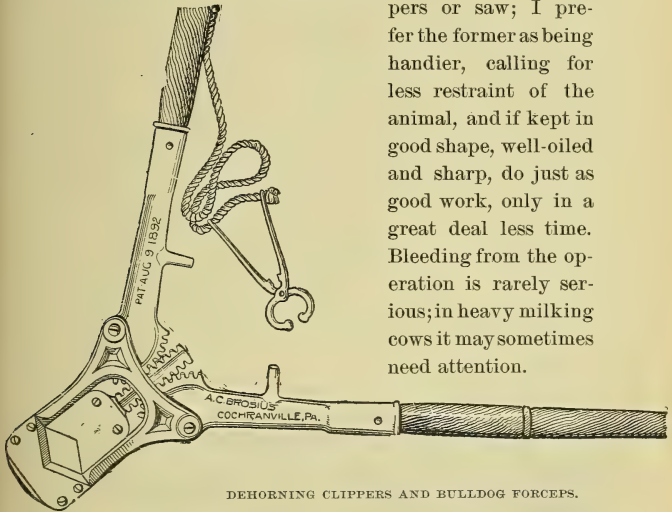 pers or saw; I pre-
fer the former as being
handier, calling for
less restraint of the
animal, and if kept in
good shape, well-oiled
and sharp, do just as
good work, only in a
great deal less time.
Bleeding from the op-
eration is rarely ser-
ious; in heavy milking
cows it may sometimes
need attention.
PAT AUG 9 1892
A.C. BROSIUS
COCHRANVILLE, PA.
DEHORNING CLIPPERS AND BULLDOG FORCEPS.